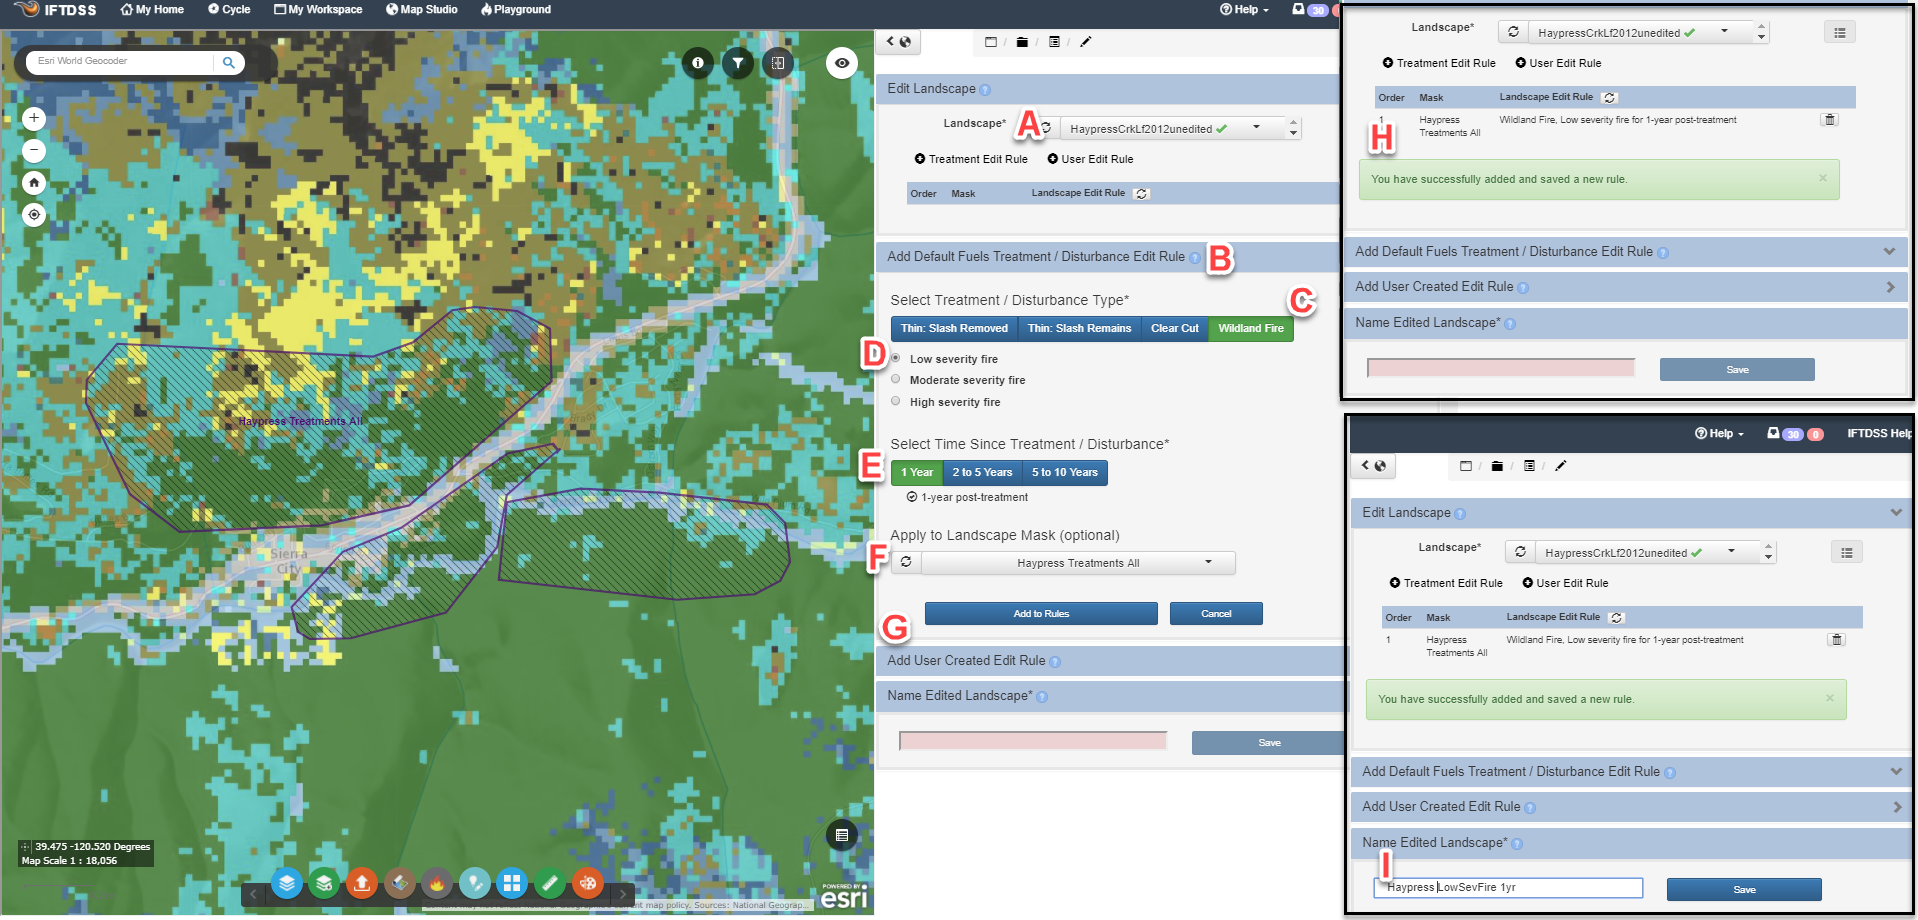 IFTDSS My Home Cycle My Workspace Map Studio Playground Help 30
Esri World Geocoder
Haypress Treatments All
Sierra
City
39.475 -120.520 Degrees
Map Scale 1 : 18,056
POWERED BY
esri
Edit Landscape ?
A
Landscape* HaypressCrkLf2012unedited
Treatment Edit Rule User Edit Rule
Order Mask Landscape Edit Rule
Add Default Fuels Treatment / Disturbance Edit Rule ? B
Select Treatment / Disturbance Type* C
Thin: Slash Removed Thin: Slash Remains Clear Cut Wildland Fire
D Low severity fire
Moderate severity fire
High severity fire
Select Time Since Treatment / Disturbance*
E 1 Year 2 to 5 Years 5 to 10 Years
1-year post-treatment
Apply to Landscape Mask (optional)
F Haypress Treatments All
Add to Rules Cancel
G
Add User Created Edit Rule ?
Name Edited Landscape* ?
Save
Landscape* HaypressCrkLf2012unedited
Treatment Edit Rule User Edit Rule
Order Mask Landscape Edit Rule
1 Haypress Wildland Fire, Low severity fire for 1-year post-treatment
Treatments All
H
You have successfully added and saved a new rule. ×
Add Default Fuels Treatment / Disturbance Edit Rule ?
Add User Created Edit Rule ?
Name Edited Landscape* ?
Save
Help 30 0 IFTDSS Help
Edit Landscape ?
Landscape* HaypressCrkLf2012unedited
Treatment Edit Rule User Edit Rule
Order Mask Landscape Edit Rule
1 Haypress Wildland Fire, Low severity fire for 1-year post-treatment
Treatments All
You have successfully added and saved a new rule. ×
Add Default Fuels Treatment / Disturbance Edit Rule ?
Add User Created Edit Rule ?
Name Edited Landscape* ?
I
Haypress LowSevFire 1yr Save